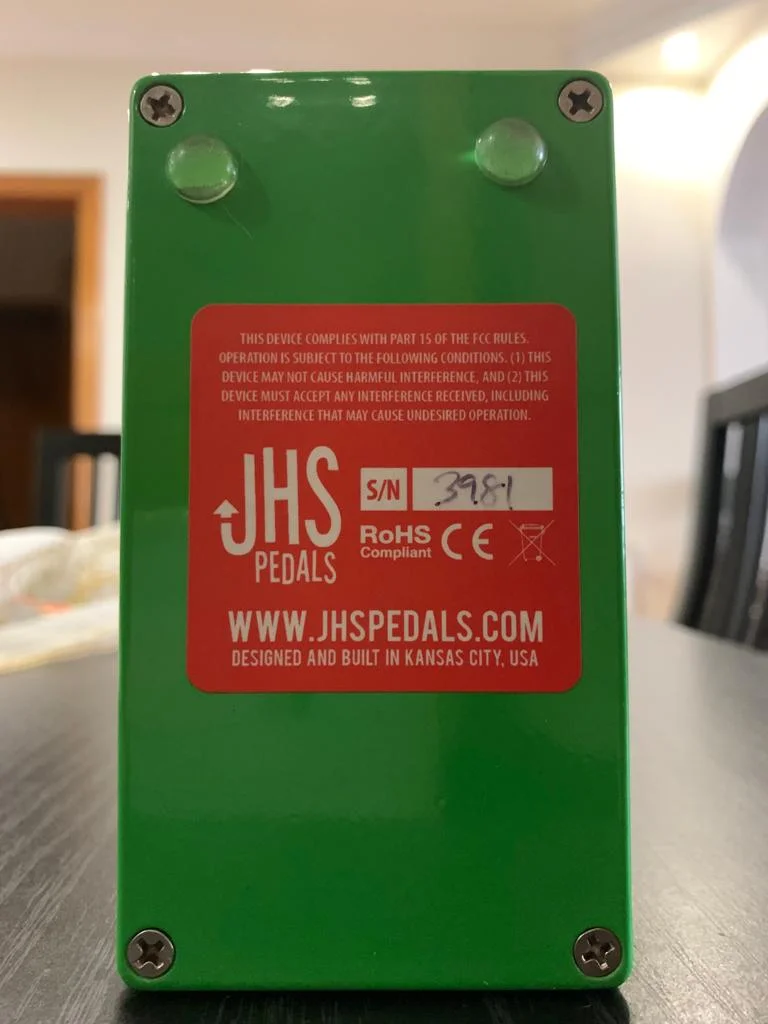 THIS DEVICE COMPLIES WITH PART 15 OF THE FCC RULES.
OPERATION IS SUBJECT TO THE FOLLOWING CONDITIONS. (1) THIS
DEVICE MAY NOT CAUSE HARMFUL INTERFERENCE, AND (2) THIS
DEVICE MUST ACCEPT ANY INTERFERENCE RECEIVED, INCLUDING
INTERFERENCE THAT MAY CAUSE UNDESIRED OPERATION.
JHS
PEDALS
S/N 3981
RoHS
Compliant
CE
WWW.JHSPEDALS.COM
DESIGNED AND BUILT IN KANSAS CITY, USA